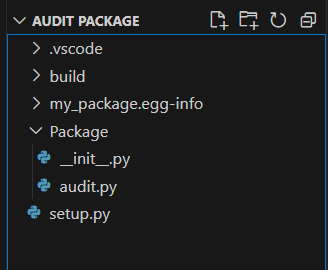 AUDIT PACKAGE
.vscode
build
my_package.egg-info
Package
__init__.py
audit.py
setup.py